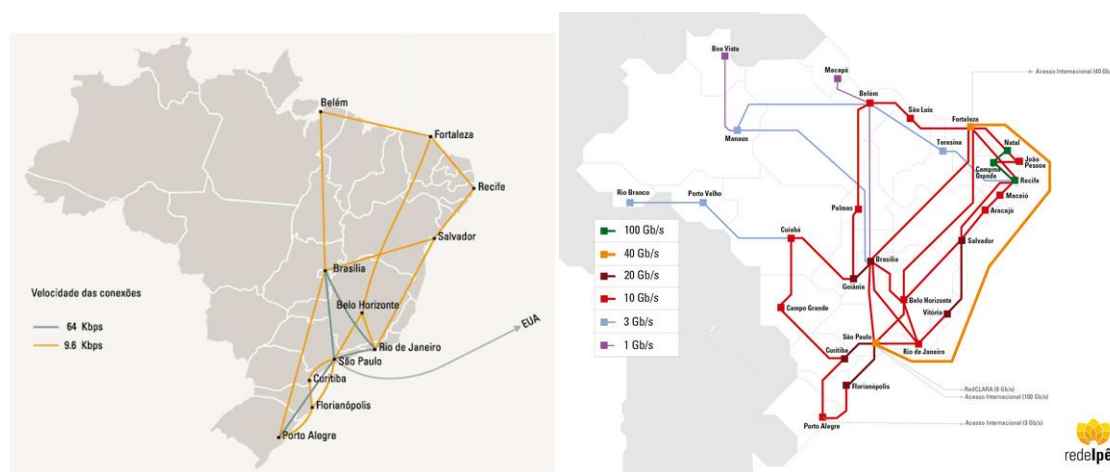 Belém
Fortaleza
Recife
Salvador
Brasília
Velocidade das conexões
Belo Horizonte
64 Kbps
9.6 Kbps
EUA
Rio de Janeiro
São Paulo
Curitiba
Florianópolis
Porto Alegre
Boa Vista
Macapá
Acesso Internacional (40 Gb/
Belém
São Luís
Fortaleza
Manaus
Teresina
Natal
João
Pessoa
Campina
Grande
Recife
Rio Branco
Porto Velho
Maceió
Palmas
Aracajú
Cuiabá
Salvador
100 Gb/s
40 Gb/s
20 Gb/s
10 Gb/s
3 Gb/s
1 Gb/s
Brasília
Goiânia
Belo Horizonte
Campo Grande
Vitória
São Paulo
Curitiba
Rio de Janeiro
Florianópolis
RedCLARA (6 Gb/s)
Acesso Internacional (100 Gb/s)
Porto Alegre
Acesso Internacional (3 Gb/s)
redeIpê